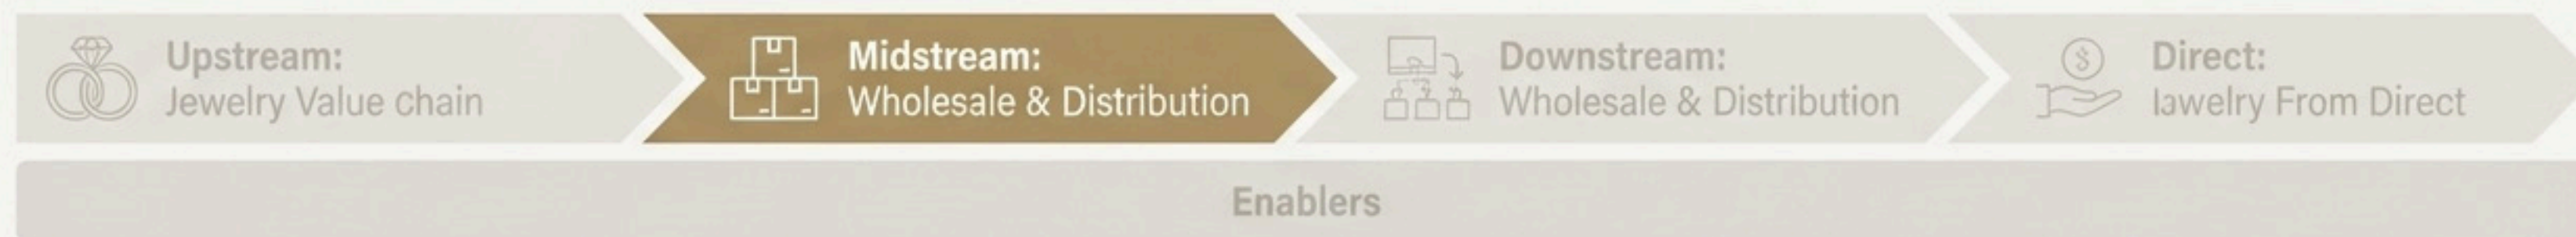 Upstream:
Jewelry Value chain
Midstream:
Wholesale & Distribution
Downstream:
Wholesale & Distribution
Direct:
lawelry From Direct
Enablers